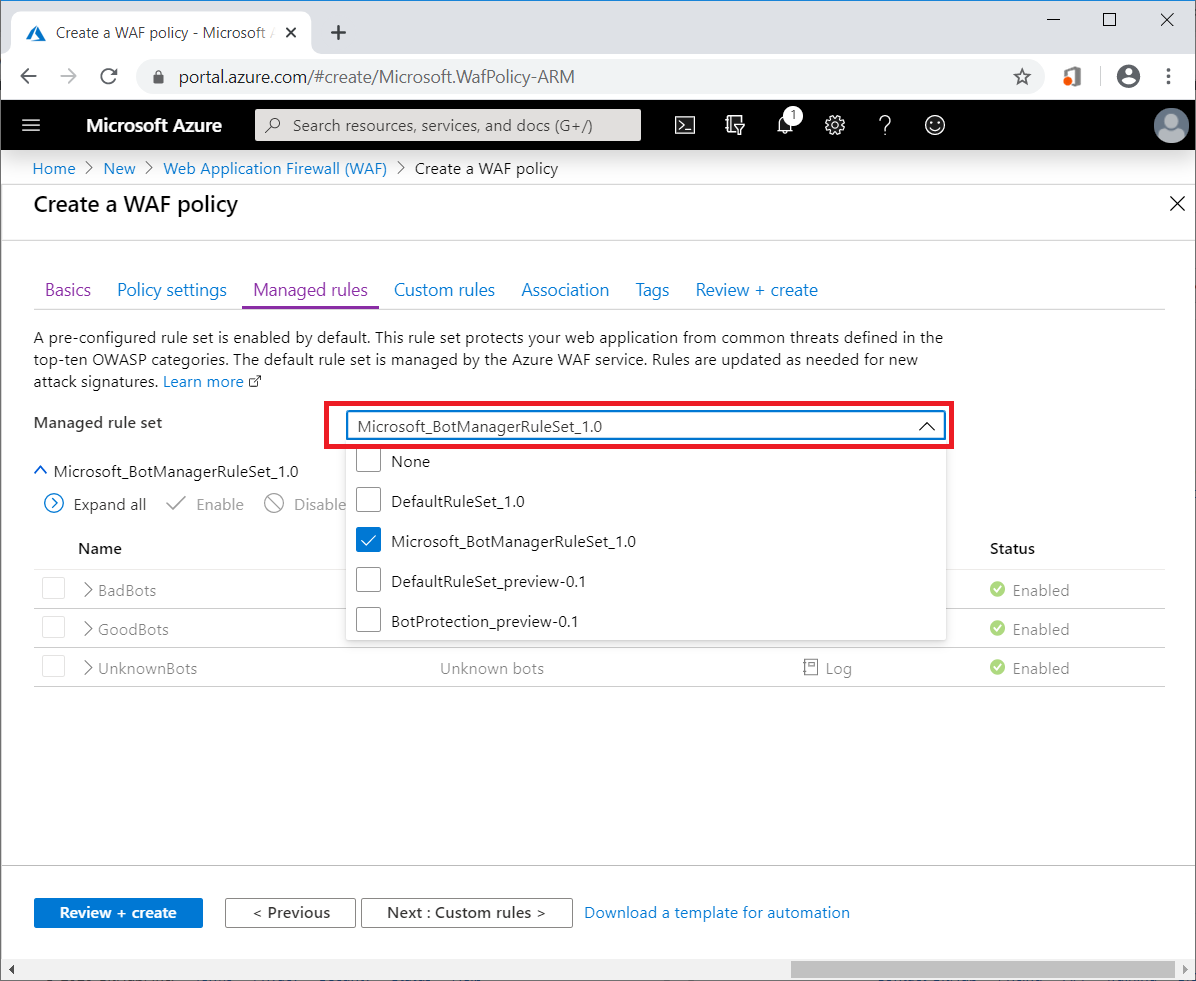 Create a WAF policy - Microsoft A
portal.azure.com/#create/Microsoft.WafPolicy-ARM
Microsoft Azure
Search resources, services, and docs (G+/)
1
Home > New > Web Application Firewall (WAF) > Create a WAF policy
Create a WAF policy
Basics Policy settings Managed rules Custom rules Association Tags Review + create
A pre-configured rule set is enabled by default. This rule set protects your web application from common threats defined in the
top-ten OWASP categories. The default rule set is managed by the Azure WAF service. Rules are updated as needed for new
attack signatures. Learn more
Managed rule set Microsoft_BotManagerRuleSet_1.0
None
Microsoft_BotManagerRuleSet_1.0
Expand all Enable Disable
DefaultRuleSet_1.0
Microsoft_BotManagerRuleSet_1.0
Name Status
DefaultRuleSet_preview-0.1
BadBots Enabled
BotProtection_preview-0.1
GoodBots Enabled
UnknownBots Unknown bots Log Enabled
Review + create < Previous Next : Custom rules > Download a template for automation